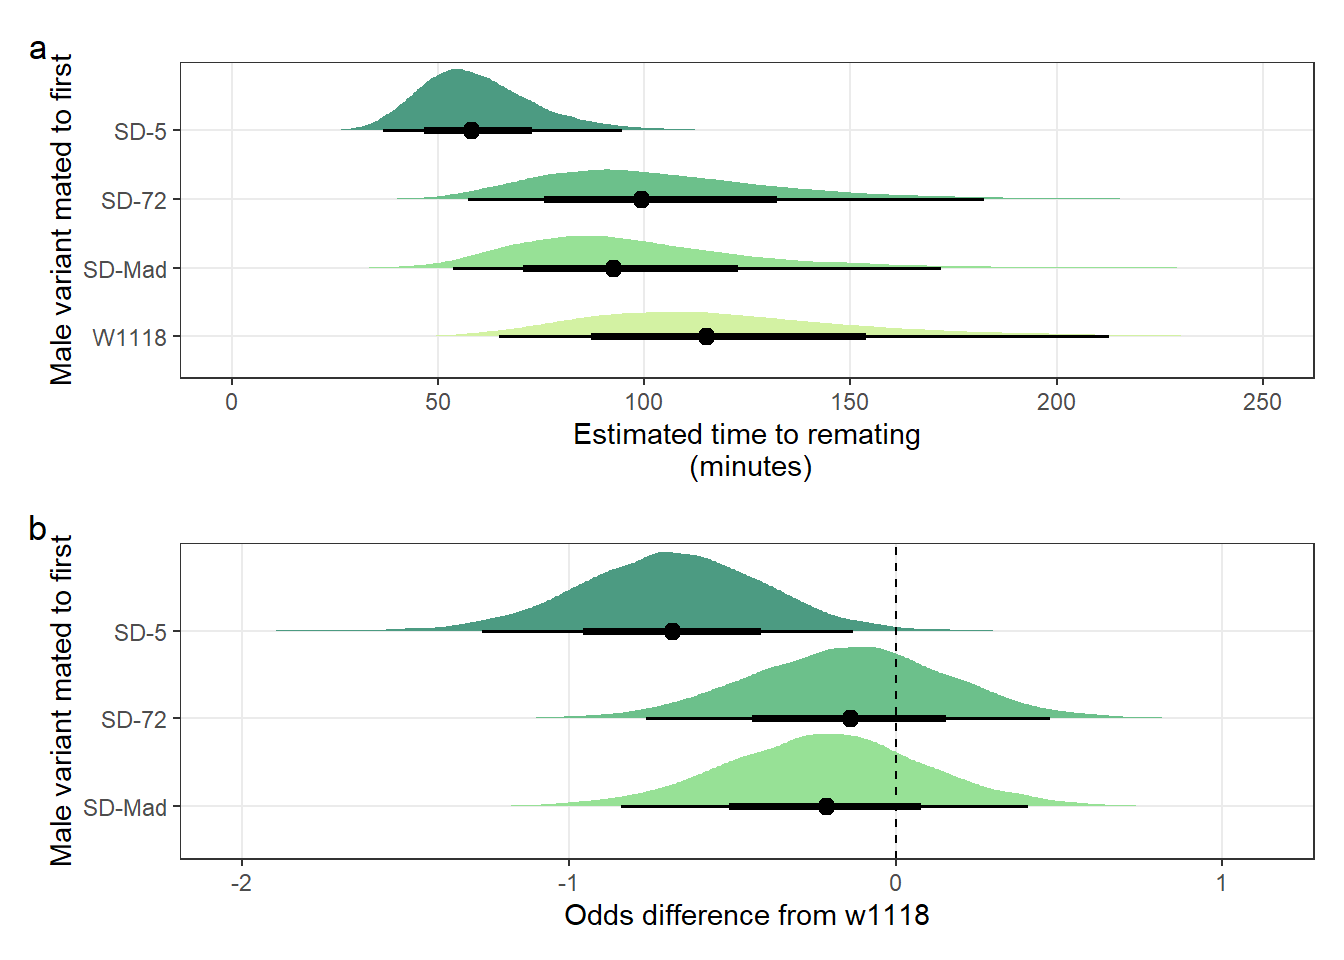 a
Male variant mated to first
SD-5
SD-72
SD-Mad
W1118
0 50 100 150 200 250
Estimated time to remating
(minutes)
b
Male variant mated to first
SD-5
SD-72
SD-Mad
-2 -1 0 1
Odds difference from w1118